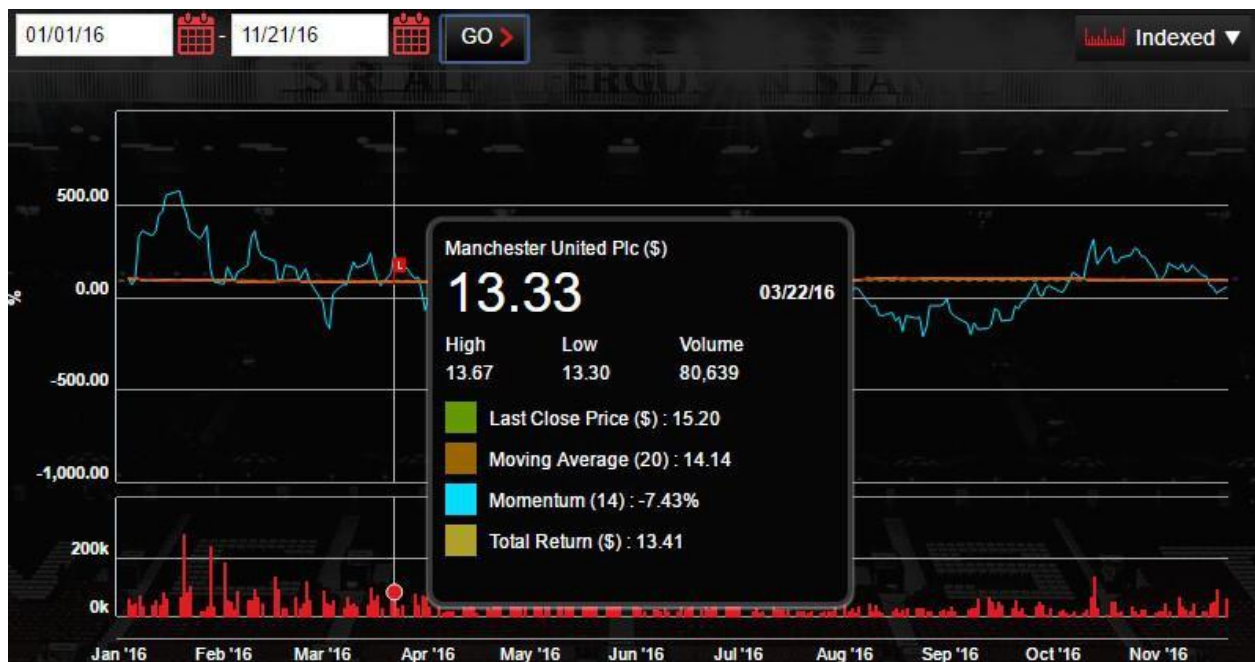 01/01/16 - 11/21/16 GO > Indexed ▼
500.00
0.00
-500.00
-1,000.00
%
L
Manchester United Plc ($)
13.33 03/22/16
High Low Volume
13.67 13.30 80,639
Last Close Price ($) : 15.20
Moving Average (20) : 14.14
Momentum (14) : -7.43%
Total Return ($) : 13.41
200k
0k
Jan '16 Feb '16 Mar '16 Apr '16 May '16 Jun '16 Jul '16 Aug '16 Sep '16 Oct '16 Nov '16